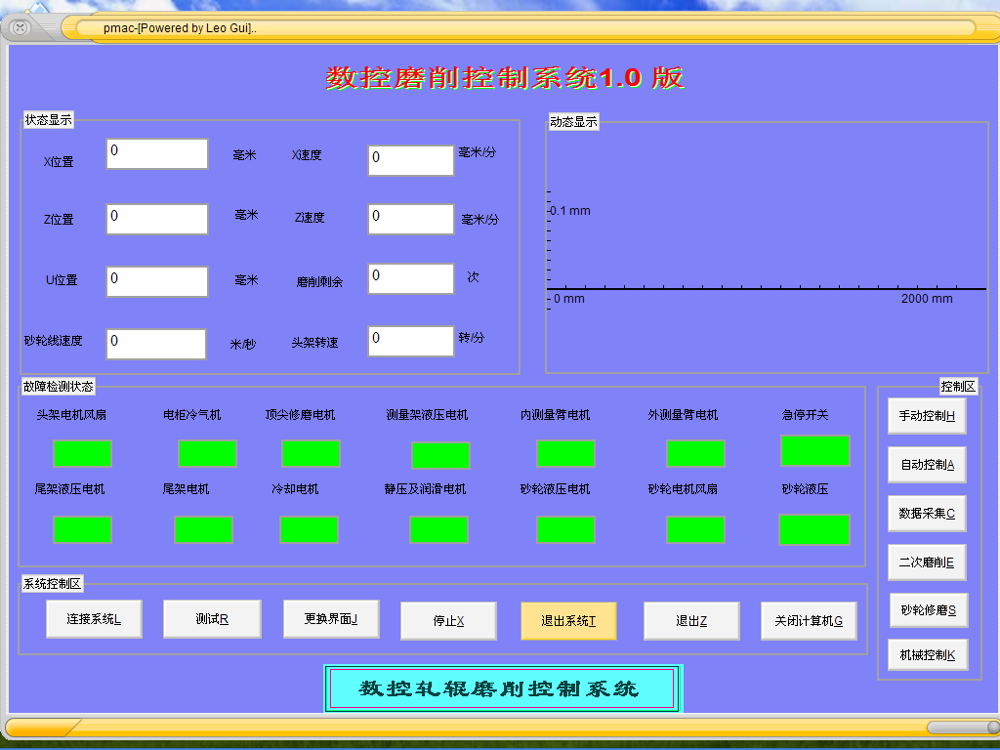 pmac-[Powered by Leo Gui]..
数控磨削控制系统1.0 版
状态显示
X位置 0 毫米 X速度 0 毫米/分
Z位置 0 毫米 Z速度 0 毫米/分
U位置 0 毫米 磨削剩余 0 次
砂轮线速度 0 米/秒 头架转速 0 转/分
动态显示
0.1 mm
0 mm 2000 mm
故障检测状态
头架电机风扇 电柜冷气机 顶尖修磨电机 测量架液压电机 内测量臂电机 外测量臂电机 急停开关
尾架液压电机 尾架电机 冷却电机 静压及润滑电机 砂轮液压电机 砂轮电机风扇 砂轮液压
控制区
手动控制H
自动控制A
数据采集C
二次磨削E
砂轮修磨S
机械控制K
系统控制区
连接系统L 测试R 更换界面J 停止X 退出系统T 退出Z 关闭计算机G
数控轧辊磨削控制系统